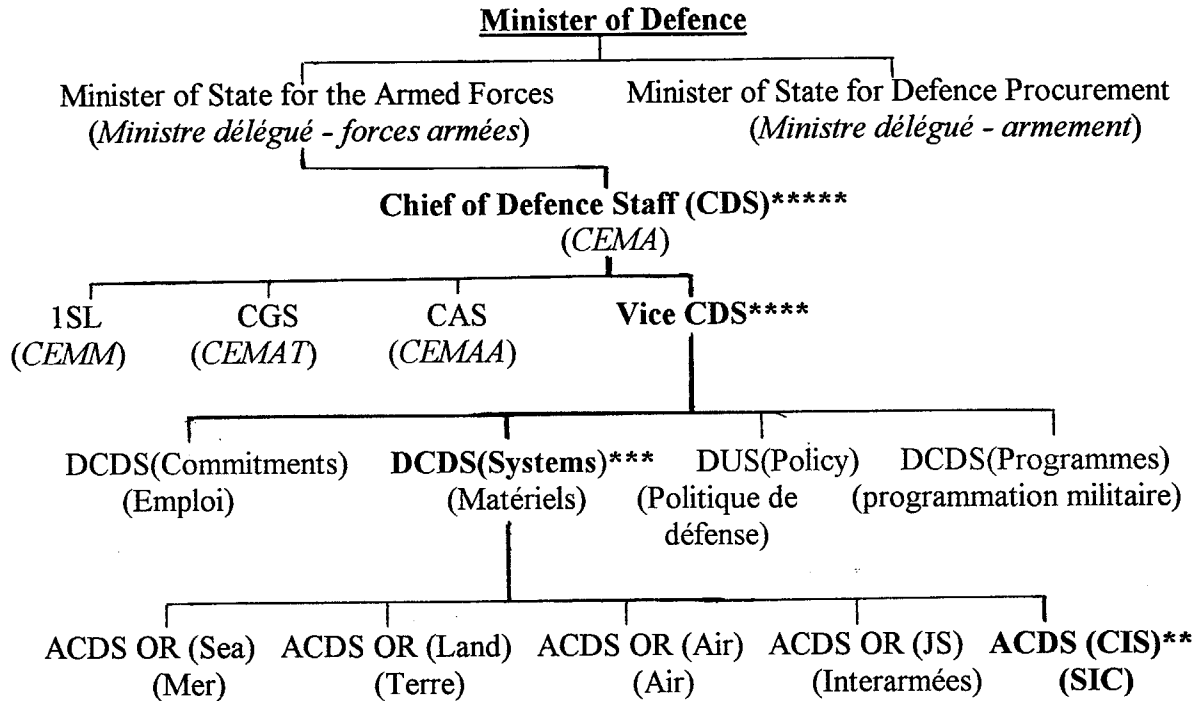 Minister of Defence
Minister of State for the Armed Forces
(Ministre délégué - forces armées)
Minister of State for Defence Procurement
(Ministre délégué - armement)
Chief of Defence Staff (CDS)*****
(CEMA)
1SL
(CEMM)
CGS
(CEMAT)
CAS
(CEMAA)
Vice CDS****
DCDS(Commitments)
(Emploi)
DCDS(Systems)***
(Matériels)
DUS(Policy)
(Politique de
défense)
DCDS(Programmes)
(programmation militaire)
ACDS OR (Sea)
(Mer)
ACDS OR (Land)
(Terre)
ACDS OR (Air)
(Air)
ACDS OR (JS)
(Interarmées)
ACDS (CIS)**
(SIC)